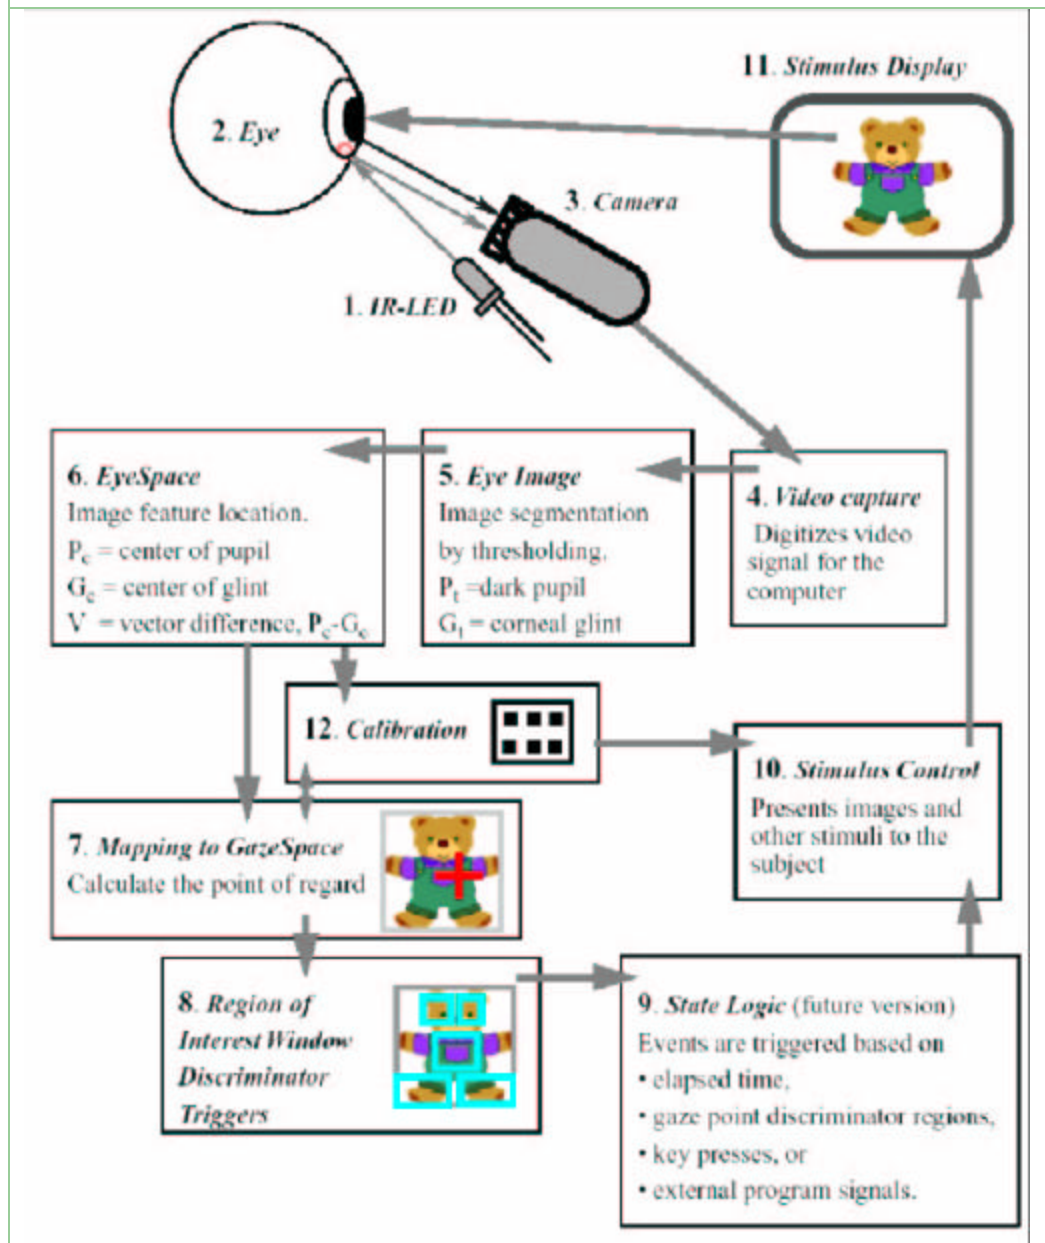 11. Stimulus Display
2. Eye
3. Camera
1. IR-LED
6. EyeSpace
Image feature location.
Pc = center of pupil
Gc = center of glint
V = vector difference, Pc-Gc
5. Eye Image
Image segmentation
by thresholding.
Pt =dark pupil
Gt = corneal glint
4. Video capture
Digitizes video
signal for the
computer
12. Calibration
10. Stimulus Control
Presents images and
other stimuli to the
subject
7. Mapping to GazeSpace
Calculate the point of regard
8. Region of
Interest Window
Discriminator
Triggers
9. State Logic (future version)
Events are triggered based on
• elapsed time,
• gaze point discriminator regions,
• key presses, or
• external program signals.